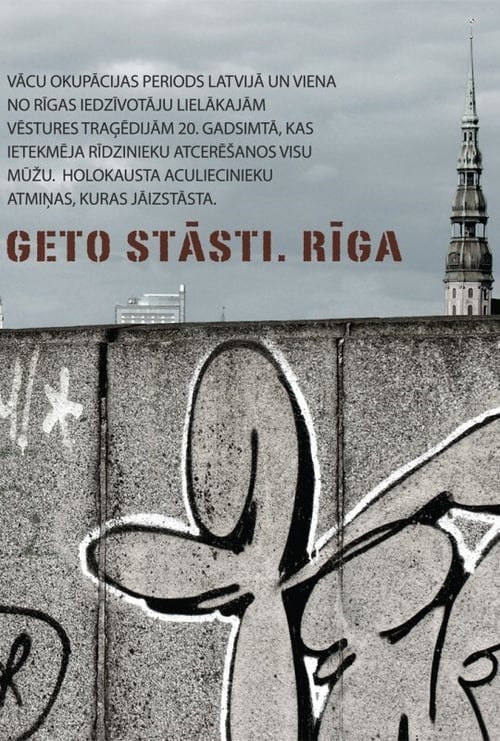 VĀCU OKUPĀCIJAS PERIODS LATVIJĀ UN VIENA
NO RĪGAS IEDZĪVOTĀJU LIELĀKAJĀM
VĒSTURES TRAĢĒDIJĀM 20. GADSIMTĀ, KAS
IETEKMĒJA RĪDZINIEKU ATCERĒŠANOS VISU
MŪŽU. HOLOKAUSTA ACULIECINIEKU
ATMIŅAS, KURAS JĀIZSTĀSTA.
GETO STĀSTI. RĪGA